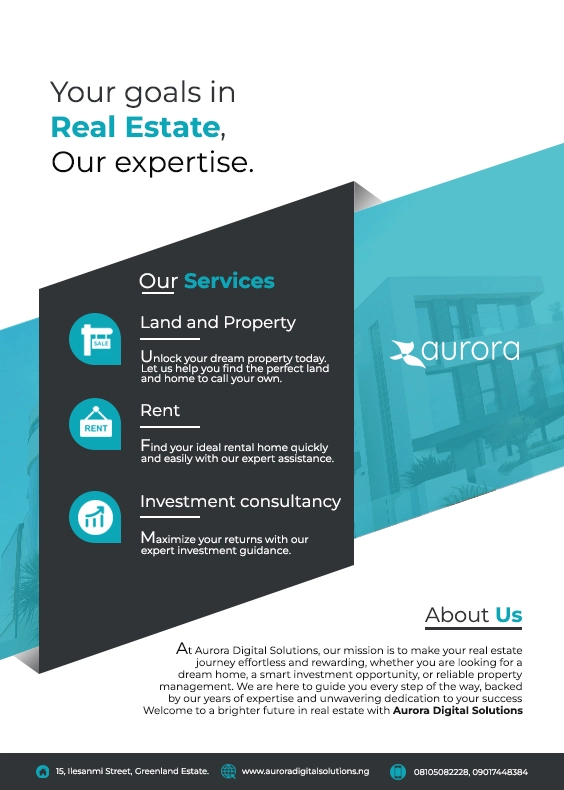 Your goals in
Real Estate,
Our expertise.
Our Services
SALE
Land and Property
Unlock your dream property today.
Let us help you find the perfect land
and home to call your own.
RENT
Rent
Find your ideal rental home quickly
and easily with our expert assistance.
Investment consultancy
Maximize your returns with our
expert investment guidance.
aurora
About Us
At Aurora Digital Solutions, our mission is to make your real estate
journey effortless and rewarding, whether you are looking for a
dream home, a smart investment opportunity, or reliable property
management. We are here to guide you every step of the way, backed
by our years of expertise and unwavering dedication to your success
Welcome to a brighter future in real estate with Aurora Digital Solutions
15, Ilesanmi Street, Greenland Estate.
www.auroradigitalsolutions.ng
08105082228, 09017448384